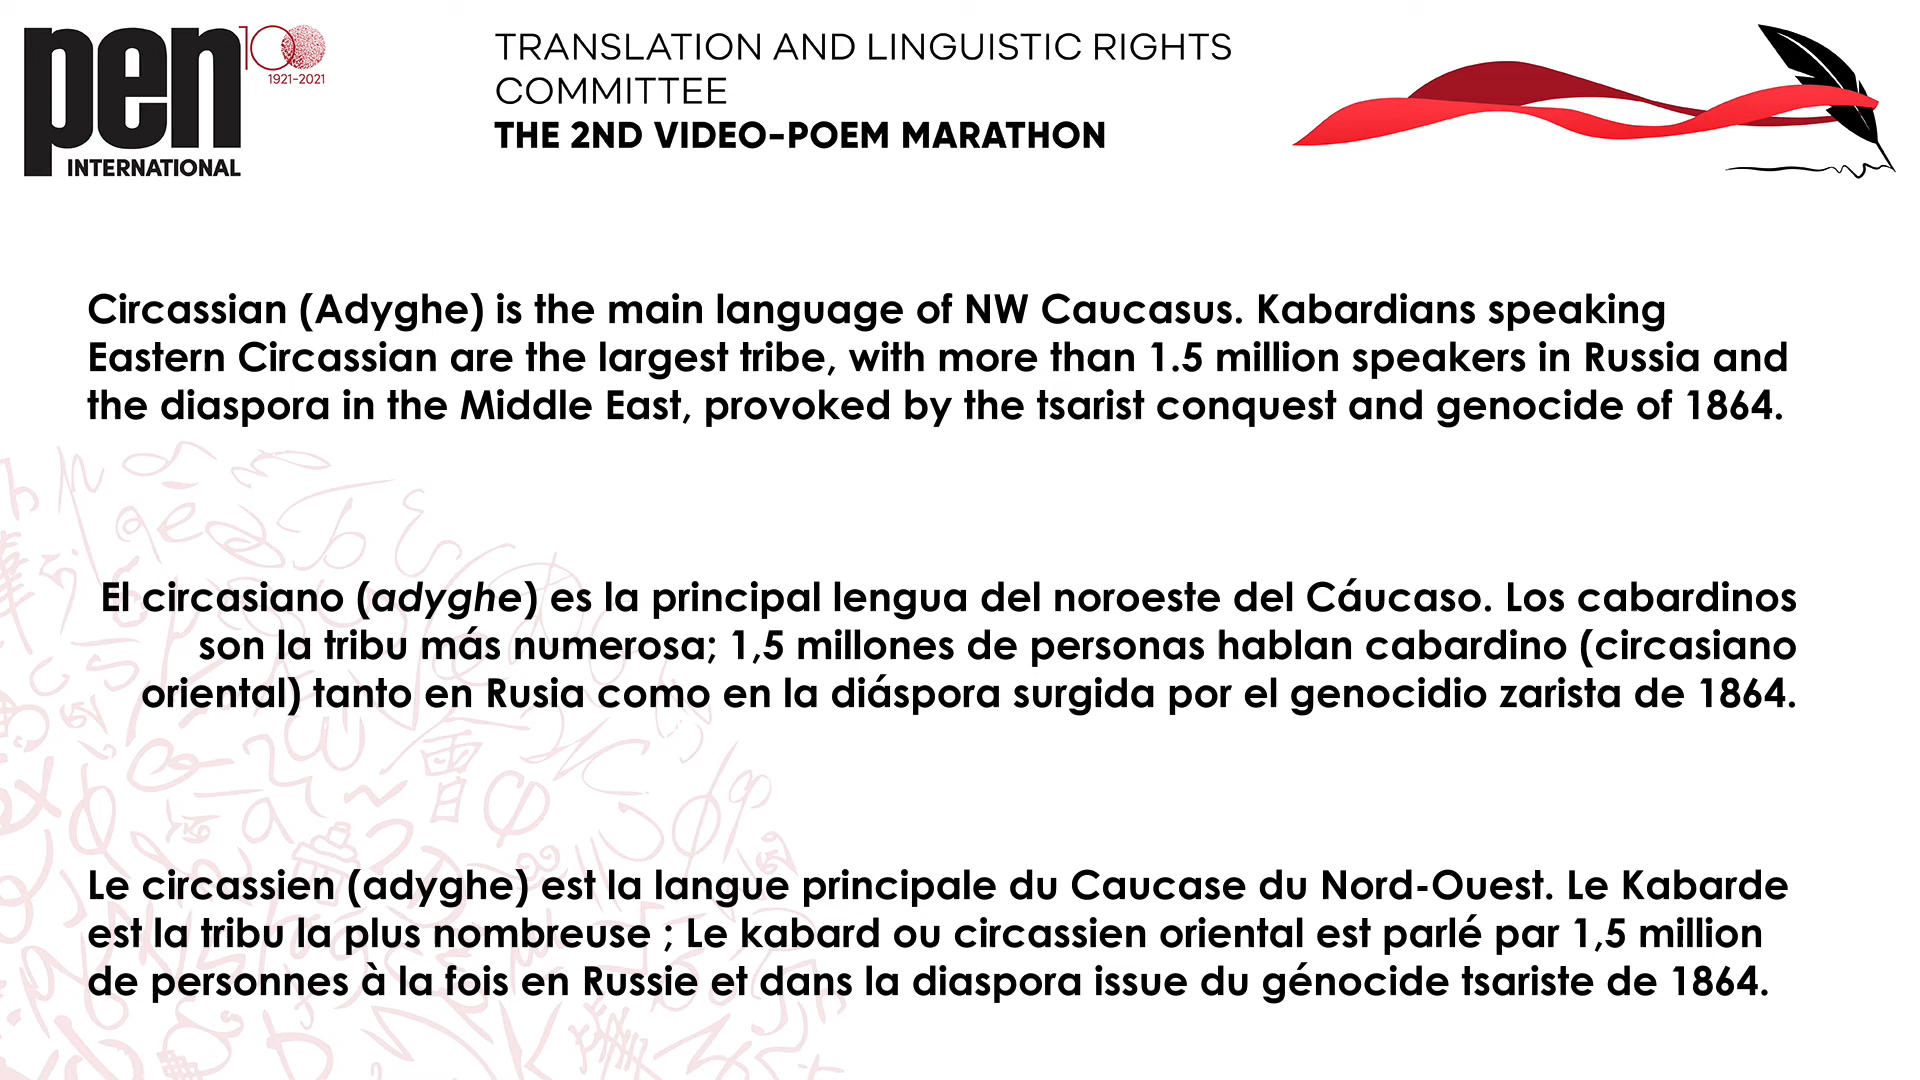 pen
INTERNATIONAL
100
1921-2021
TRANSLATION AND LINGUISTIC RIGHTS
COMMITTEE
THE 2ND VIDEO-POEM MARATHON
Circassian (Adyghe) is the main language of NW Caucasus. Kabardians speaking
Eastern Circassian are the largest tribe, with more than 1.5 million speakers in Russia and
the diaspora in the Middle East, provoked by the tsarist conquest and genocide of 1864.
El circasiano (adyghe) es la principal lengua del noroeste del Cáucaso. Los cabardinos
son la tribu más numerosa; 1,5 millones de personas hablan cabardino (circasiano
oriental) tanto en Rusia como en la diáspora surgida por el genocidio zarista de 1864.
Le circassien (adyghe) est la langue principale du Caucase du Nord-Ouest. Le Kabarde
est la tribu la plus nombreuse ; Le kabard ou circassien oriental est parlé par 1,5 million
de personnes à la fois en Russie et dans la diaspora issue du génocide tsariste de 1864.